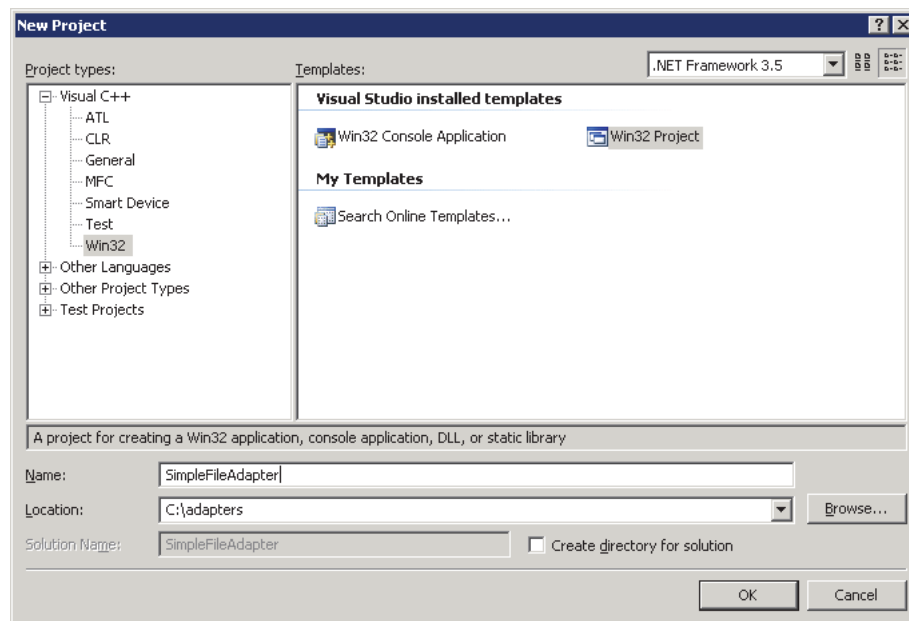 New Project
Project types:
Templates:
.NET Framework 3.5
Visual C++
ATL
CLR
General
MFC
Smart Device
Test
Win32
Other Languages
Other Project Types
Test Projects
Visual Studio installed templates
Win32 Console Application
Win32 Project
My Templates
Search Online Templates...
A project for creating a Win32 application, console application, DLL, or static library
Name:
SimpleFileAdapter
Location:
C:\adapters
Browse...
Solution Name:
SimpleFileAdapter
Create directory for solution
OK
Cancel